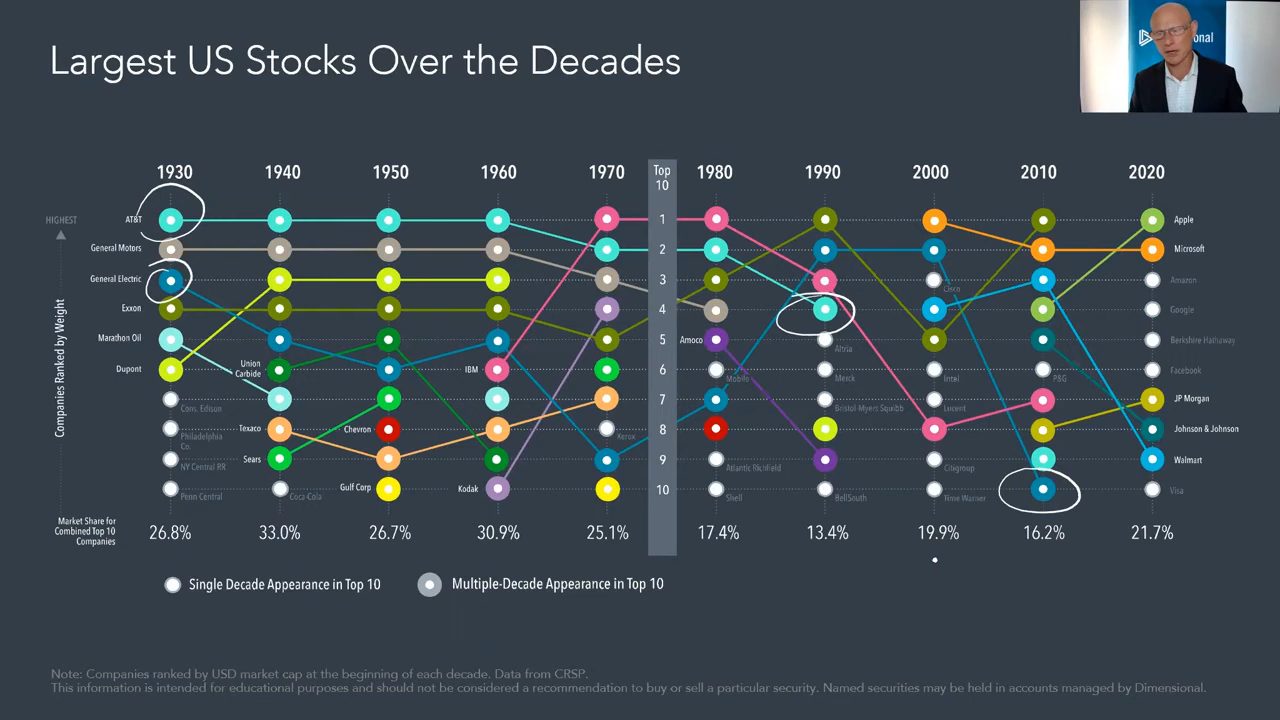 Largest US Stocks Over the Decades
sional
1930 1940 1950 1960 1970 Top 10 1980 1990 2000 2010 2020
HIGHEST
Companies Ranked by Weight
AT&T 1 Apple
General Motors 2 Microsoft
General Electric 3 Cisco Amazon
Exxon 4 Google
Marathon Oil 5 Amoco Altria Berkshire Hathaway
Dupont Union Carbide IBM 6 Mobile Merck Intel P&G Facebook
Cons. Edison 7 Bristol-Myers Squibb Lucent JP Morgan
Philadelphia Co. Texaco Chevron Xerox 8 Johnson & Johnson
NY Central RR Sears 9 Atlantic Richfield Citigroup Walmart
Penn Central Coca Cola Gulf Corp Kodak 10 Shell BellSouth Time Warner Visa
Market Share for
Combined Top 10
Companies
26.8% 33.0% 26.7% 30.9% 25.1% 17.4% 13.4% 19.9% 16.2% 21.7%
Single Decade Appearance in Top 10 Multiple-Decade Appearance in Top 10
Note: Companies ranked by USD market cap at the beginning of each decade. Data from CRSP.
This information is intended for educational purposes and should not be considered a recommendation to buy or sell a particular security. Named securities may be held in accounts managed by Dimensional.